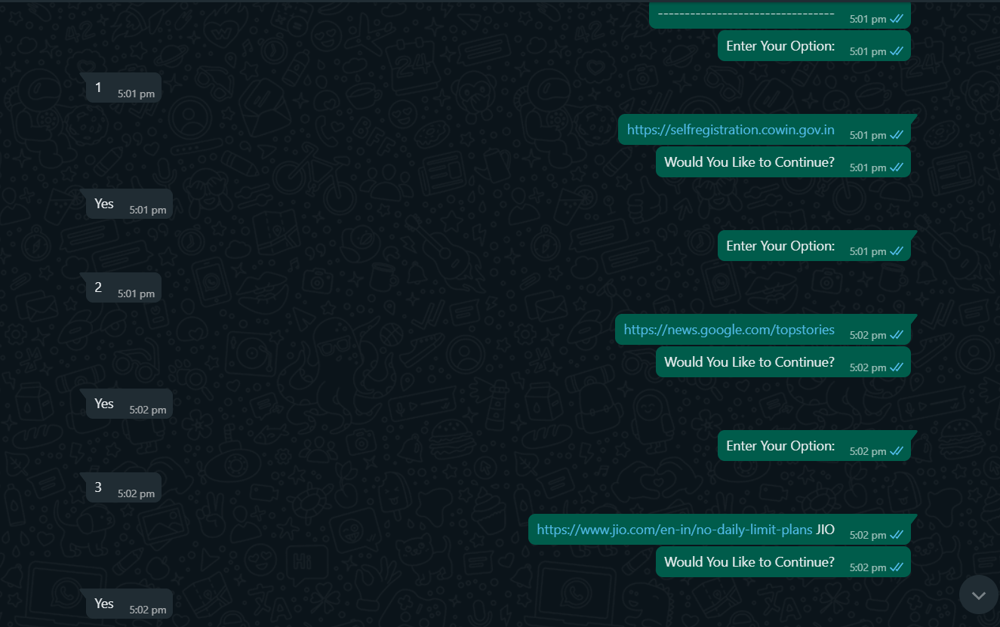 --------------------------------- 5:01 pm
Enter Your Option: 5:01 pm
1 5:01 pm
https://selfregistration.cowin.gov.in 5:01 pm
Would You Like to Continue? 5:01 pm
Yes 5:01 pm
Enter Your Option: 5:01 pm
2 5:01 pm
https://news.google.com/topstories 5:02 pm
Would You Like to Continue? 5:02 pm
Yes 5:02 pm
Enter Your Option: 5:02 pm
3 5:02 pm
https://www.jio.com/en-in/no-daily-limit-plans JIO 5:02 pm
Would You Like to Continue? 5:02 pm
Yes 5:02 pm